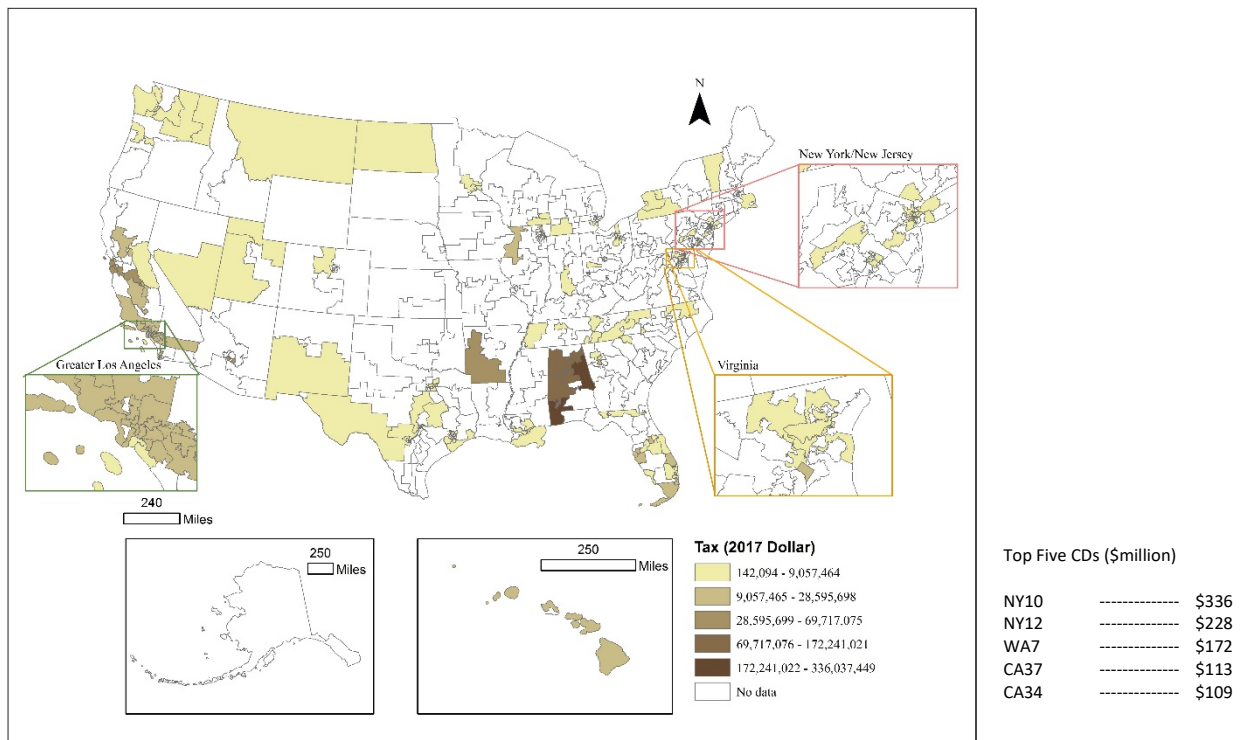 N
New York/New Jersey
Greater Los Angeles
Virginia
240
Miles
250
Miles
250
Miles
Tax (2017 Dollar)
142,094 - 9,057,464
9,057,465 - 28,595,698
28,595,699 - 69,717,075
69,717,076 - 172,241,021
172,241,022 - 336,037,449
No data
Top Five CDs ($million)
NY10 -------------- $336
NY12 -------------- $228
WA7 -------------- $172
CA37 -------------- $113
CA34 -------------- $109